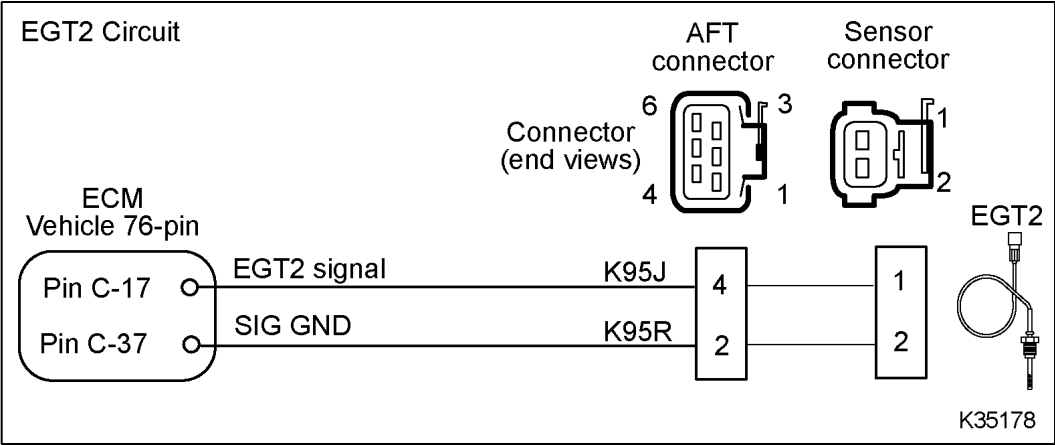 EGT2 Circuit
AFT
connector
Sensor
connector
6
3
Connector
(end views)
4
1
1
2
ECM
Vehicle 76-pin
EGT2
Pin C-17
EGT2 signal
K95J
4
1
Pin C-37
SIG GND
K95R
2
2
K35178